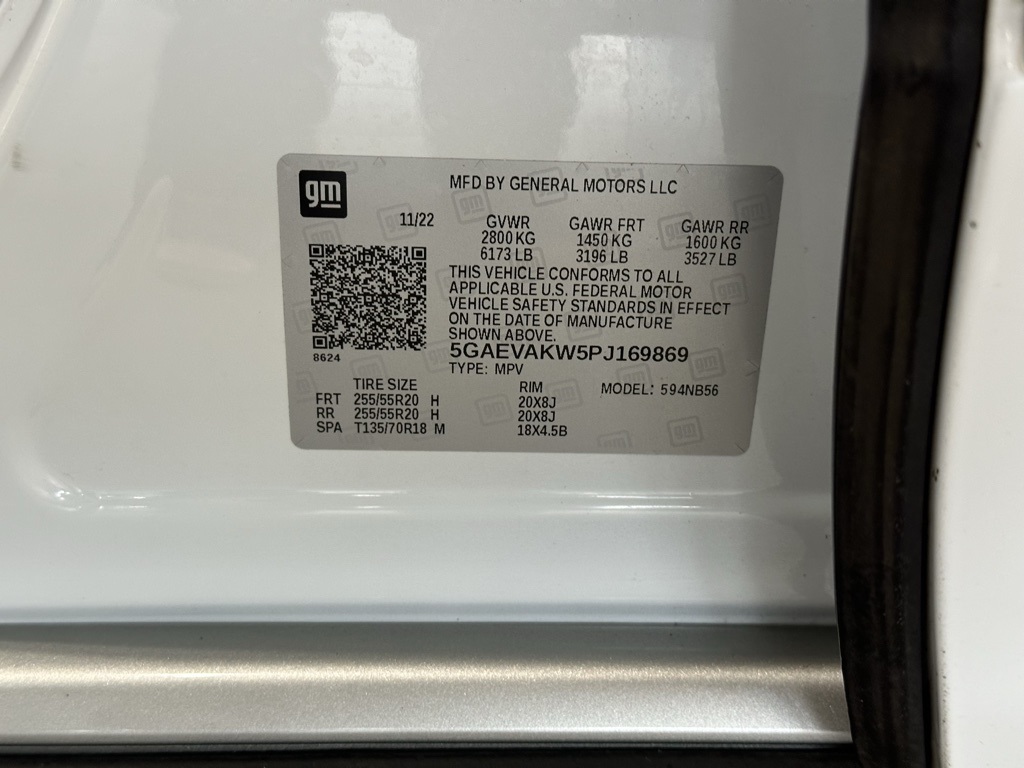 gm
MFD BY GENERAL MOTORS LLC
11/22 GVWR GAWR FRT GAWR RR
2800 KG 1450 KG 1600 KG
6173 LB 3196 LB 3527 LB
THIS VEHICLE CONFORMS TO ALL
APPLICABLE U.S. FEDERAL MOTOR
VEHICLE SAFETY STANDARDS IN EFFECT
ON THE DATE OF MANUFACTURE
SHOWN ABOVE.
8624
5GAEVAKW5PJ169869
TYPE: MPV
TIRE SIZE RIM MODEL: 594NB56
FRT 255/55R20 H 20X8J
RR 255/55R20 H 20X8J
SPA T135/70R18 M 18X4.5B